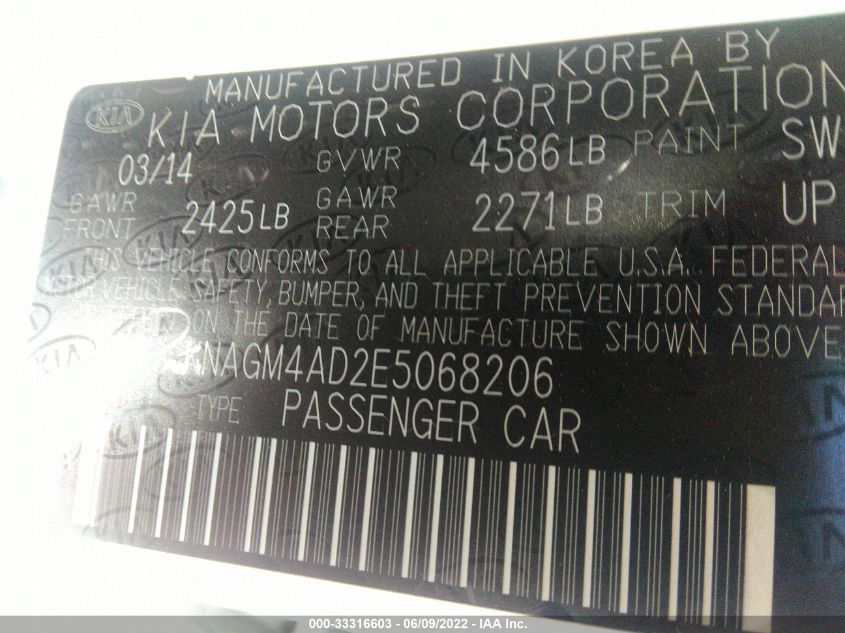 MANUFACTURED IN KOREA BY
KIA KIA MOTORS CORPORATION
03/14 GVWR 4586LB PAINT SW
GAWR FRONT 2425LB GAWR REAR 2271LB TRIM UP
THIS VEHICLE CONFORMS TO ALL APPLICABLE U.S.A. FEDERAL
VEHICLE SAFETY, BUMPER, AND THEFT PREVENTION STANDAR
ON THE DATE OF MANUFACTURE SHOWN ABOVE
KNAGM4AD2E5068206
TYPE PASSENGER CAR
000-33316603 - 06/09/2022 - IAA Inc.